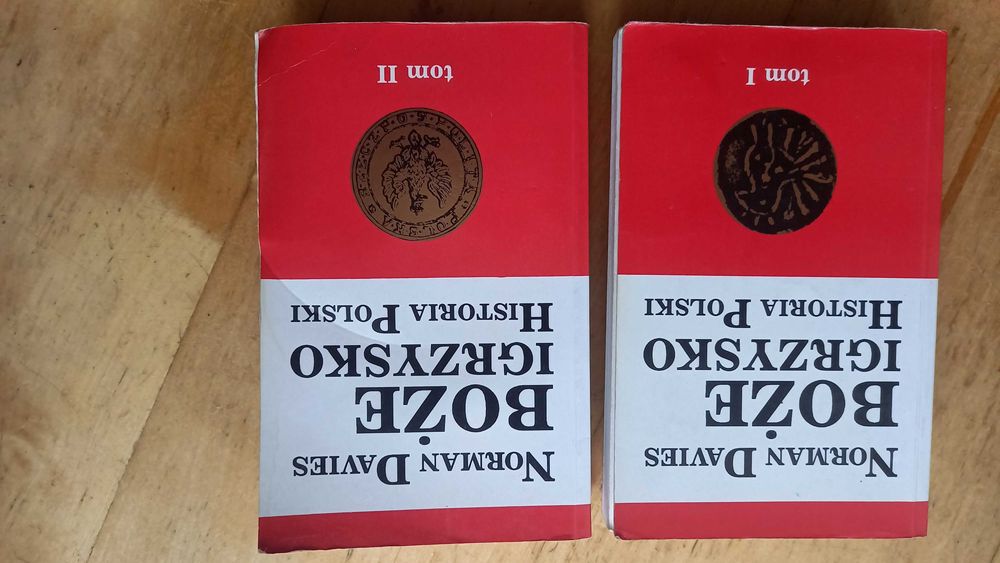 NORMAN DAVIES
BOŻE
IGRZYSKO
HISTORIA POLSKI
tom I
NORMAN DAVIES
BOŻE
IGRZYSKO
HISTORIA POLSKI
tom II